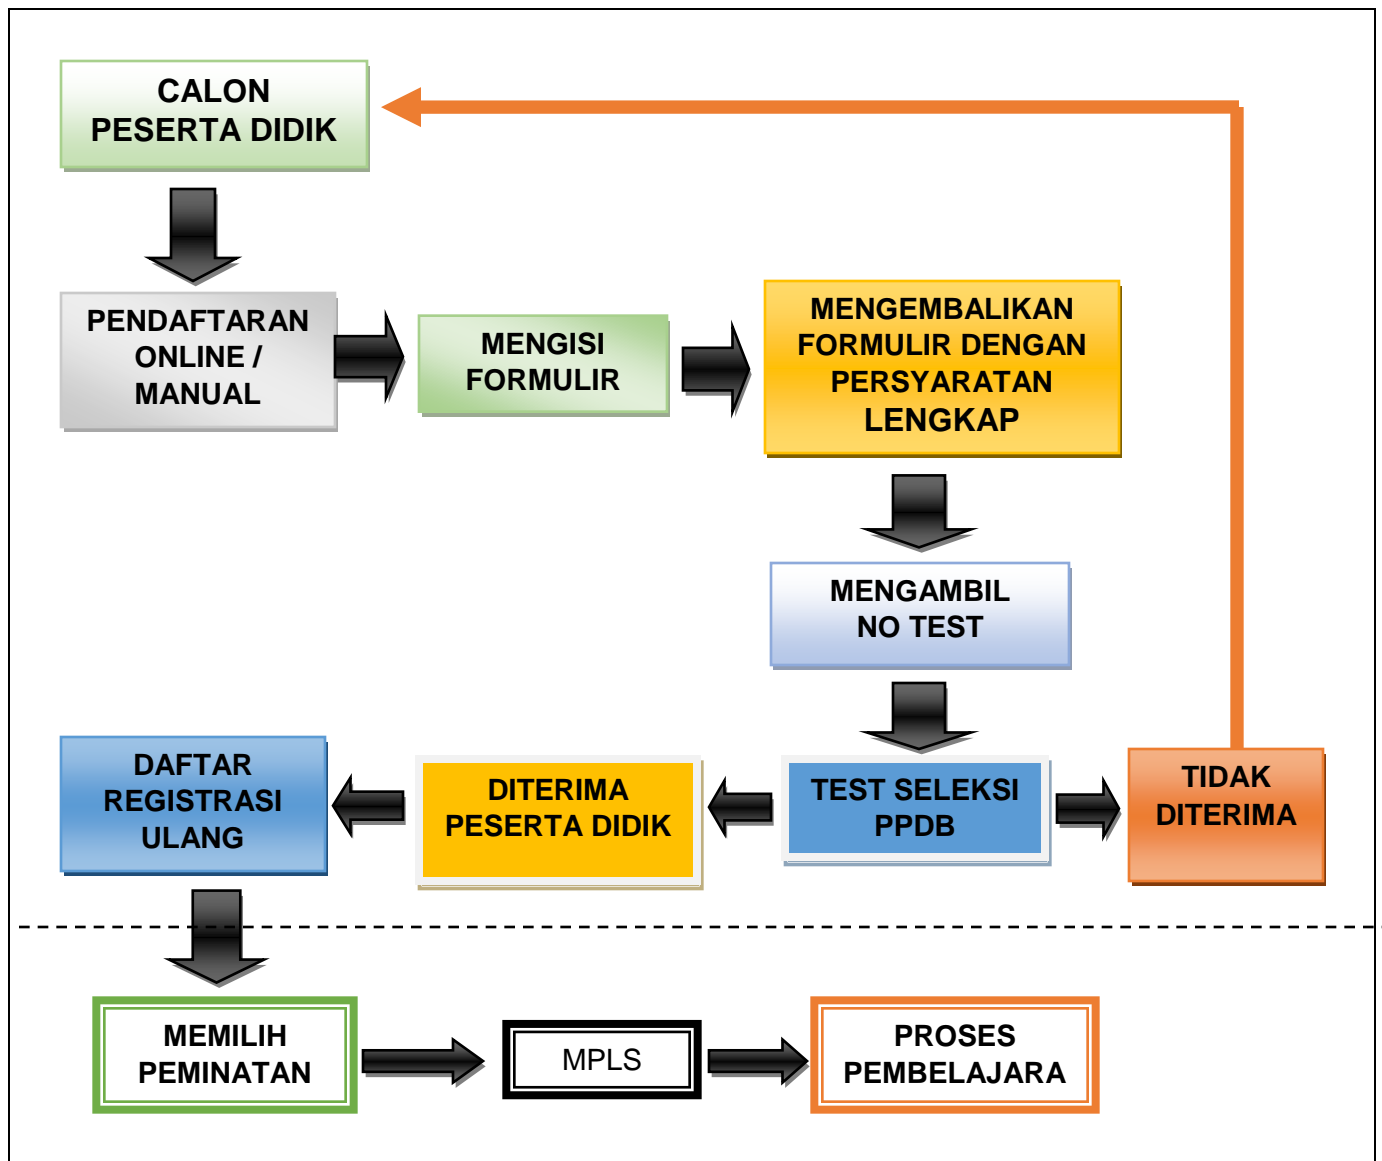 CALON
PESERTA DIDIK
PENDAFTARAN
ONLINE /
MANUAL
MENGISI
FORMULIR
MENGEMBALIKAN
FORMULIR DENGAN
PERSYARATAN
LENGKAP
MENGAMBIL
NO TEST
DAFTAR
REGISTRASI
ULANG
DITERIMA
PESERTA DIDIK
TEST SELEKSI
PPDB
TIDAK
DITERIMA
MEMILIH
PEMINATAN
MPLS
PROSES
PEMBELAJARA